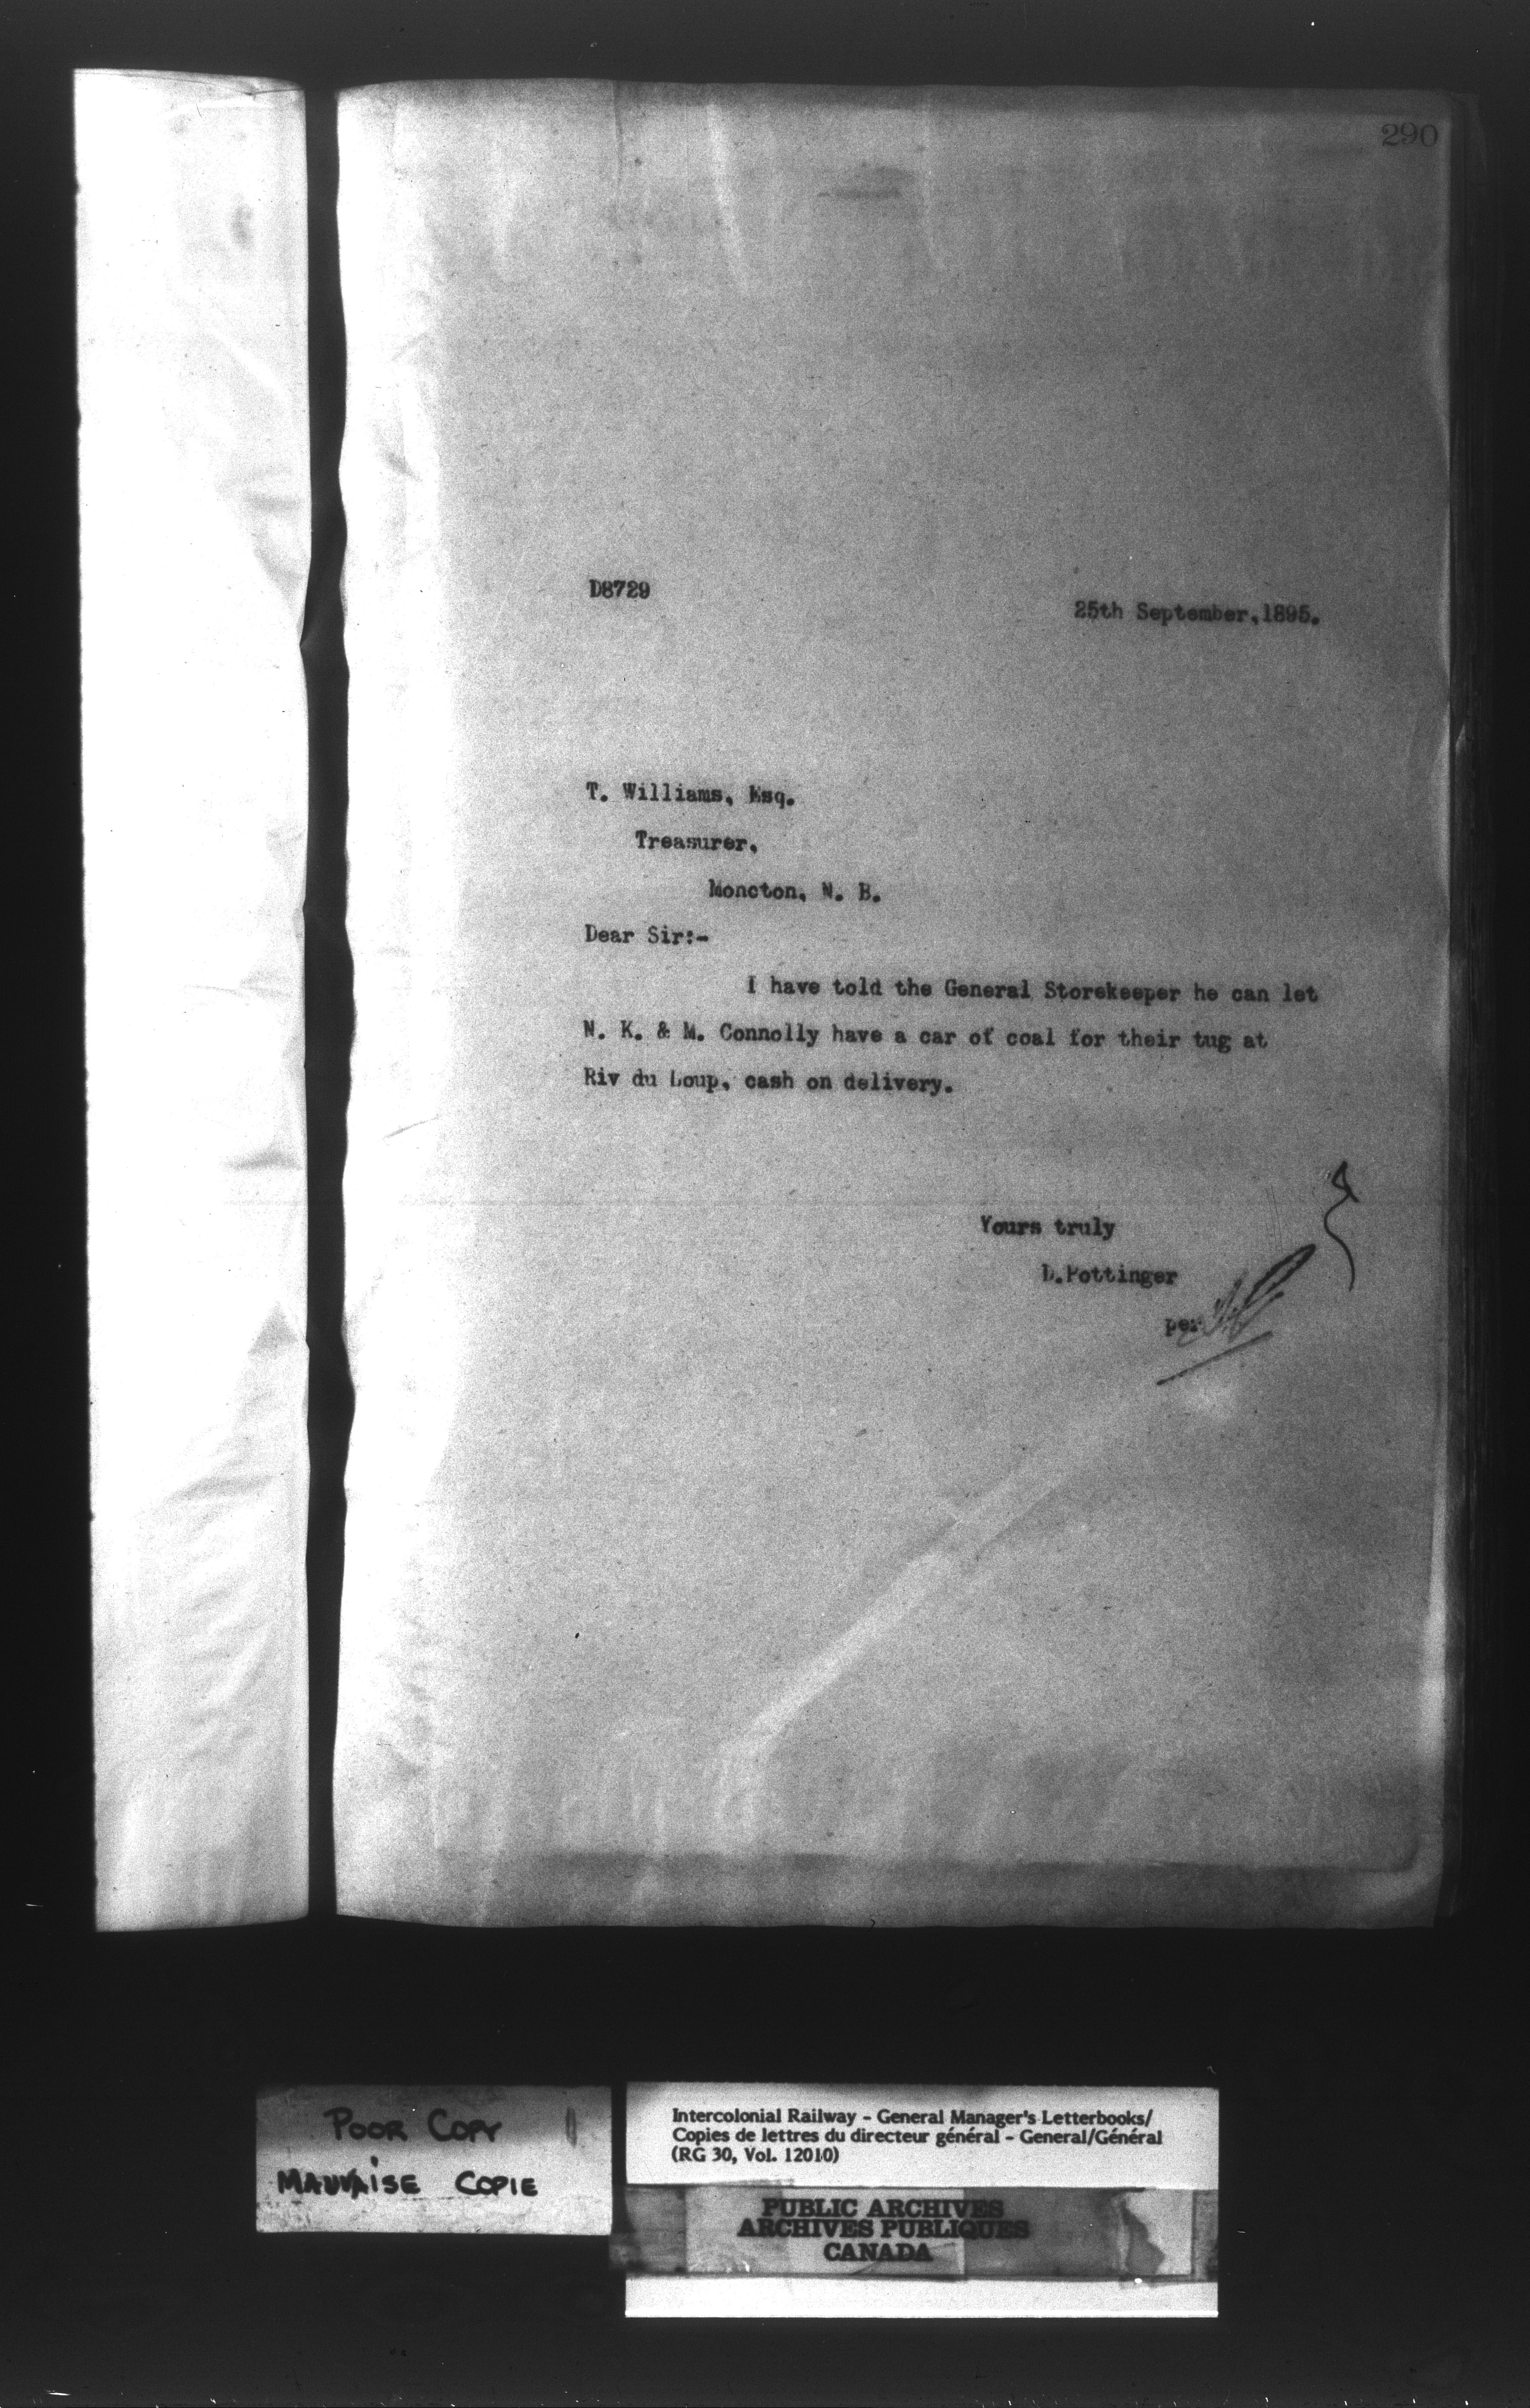 290
D8729
25th September, 1895.
T. Williams, Esq.
Treasurer,
Moncton, N. B.
Dear Sir:-
I have told the General Storekeeper he can let
N. K. & M. Connolly have a car of coal for their tug at
Riv du Loup, cash on delivery.
Yours truly
D.Pottinger
per
POOR COPY
MAUVAISE COPIE
Intercolonial Railway - General Manager's Letterbooks/
Copies de lettres du directeur général - General/Général
(RG 30, Vol. 12010)
PUBLIC ARCHIVES
ARCHIVES PUBLIQUES
CANADA